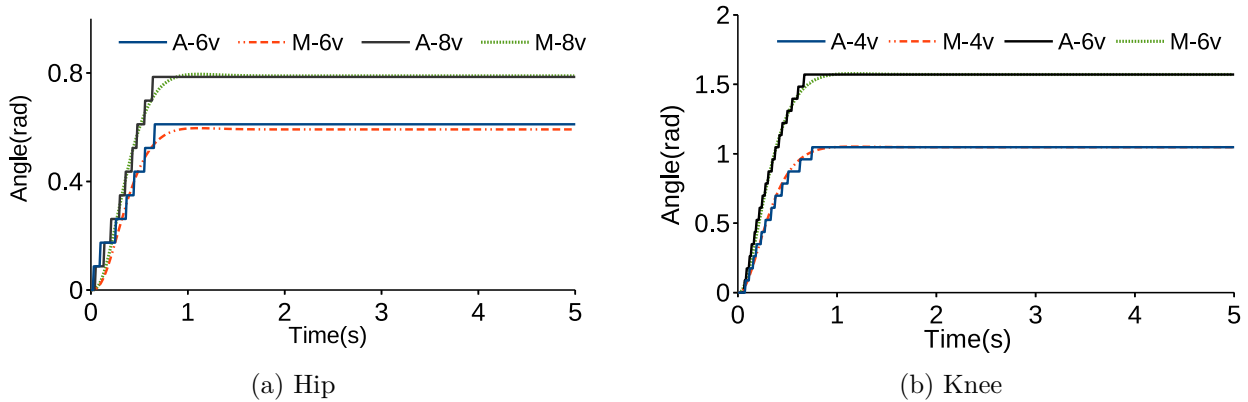 A-6v M-6v A-8v M-8v
Angle(rad)
0.8
0.4
0
0 1 2 3 4 5
Time(s)
(a) Hip
A-4v M-4v A-6v M-6v
Angle(rad)
2
1.5
1
0.5
0
0 1 2 3 4 5
Time(s)
(b) Knee